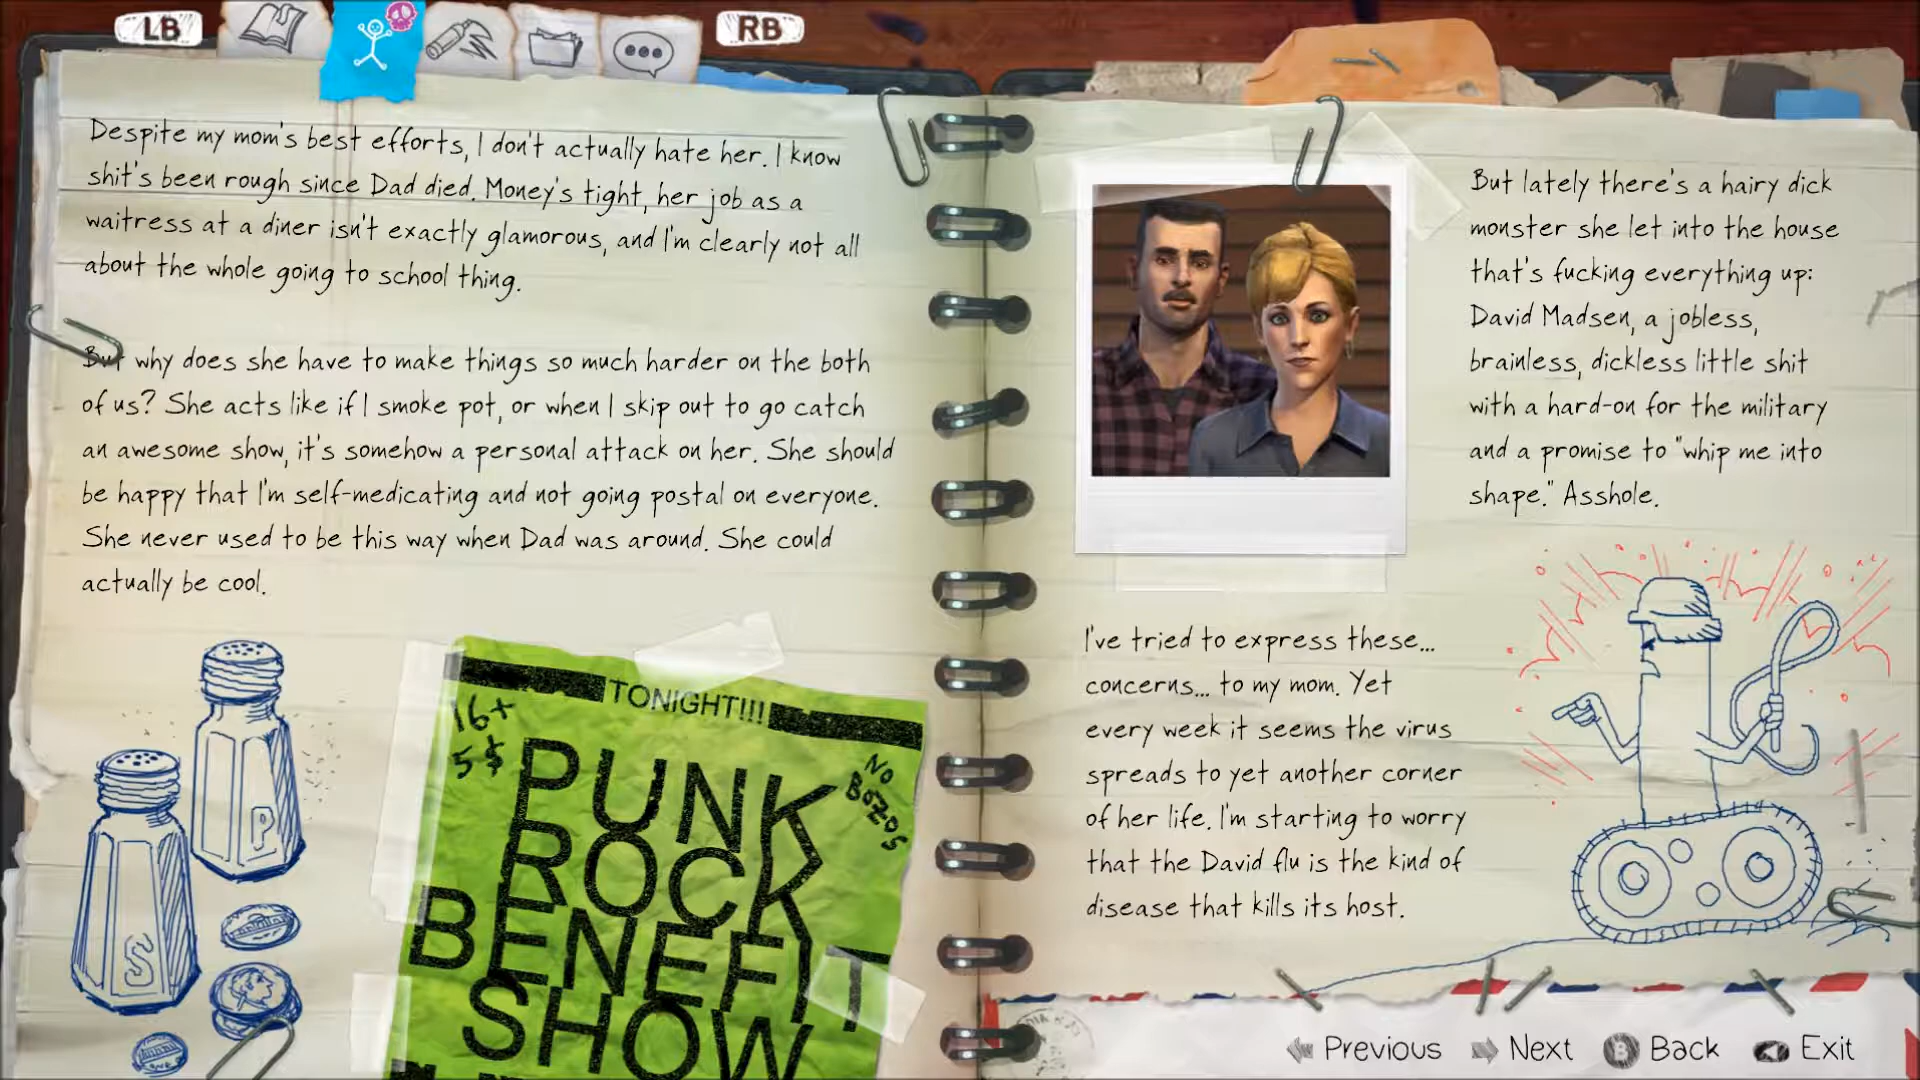 LB
RB
Despite my mom's best efforts, I don't actually hate her. I know
shit's been rough since Dad died. Money's tight, her job as a
waitress at a diner isn't exactly glamorous, and I'm clearly not all
about the whole going to school thing.
But why does she have to make things so much harder on the both
of us? She acts like if I smoke pot, or when I skip out to go catch
an awesome show, it's somehow a personal attack on her. She should
be happy that I'm self-medicating and not going postal on everyone.
She never used to be this way when Dad was around. She could
actually be cool.
P
S
TONIGHT!!!
16+
5$
NO
BOZOS
PUNK
ROCK
BENEFIT
SHOW
But lately there's a hairy dick
monster she let into the house
that's fucking everything up:
David Madsen, a jobless,
brainless, dickless little shit
with a hard-on for the military
and a promise to "whip me into
shape." Asshole.
I've tried to express these...
concerns... to my mom. Yet
every week it seems the virus
spreads to yet another corner
of her life. I'm starting to worry
that the David flu is the kind of
disease that kills its host.
Previous
Next
B Back
Exit